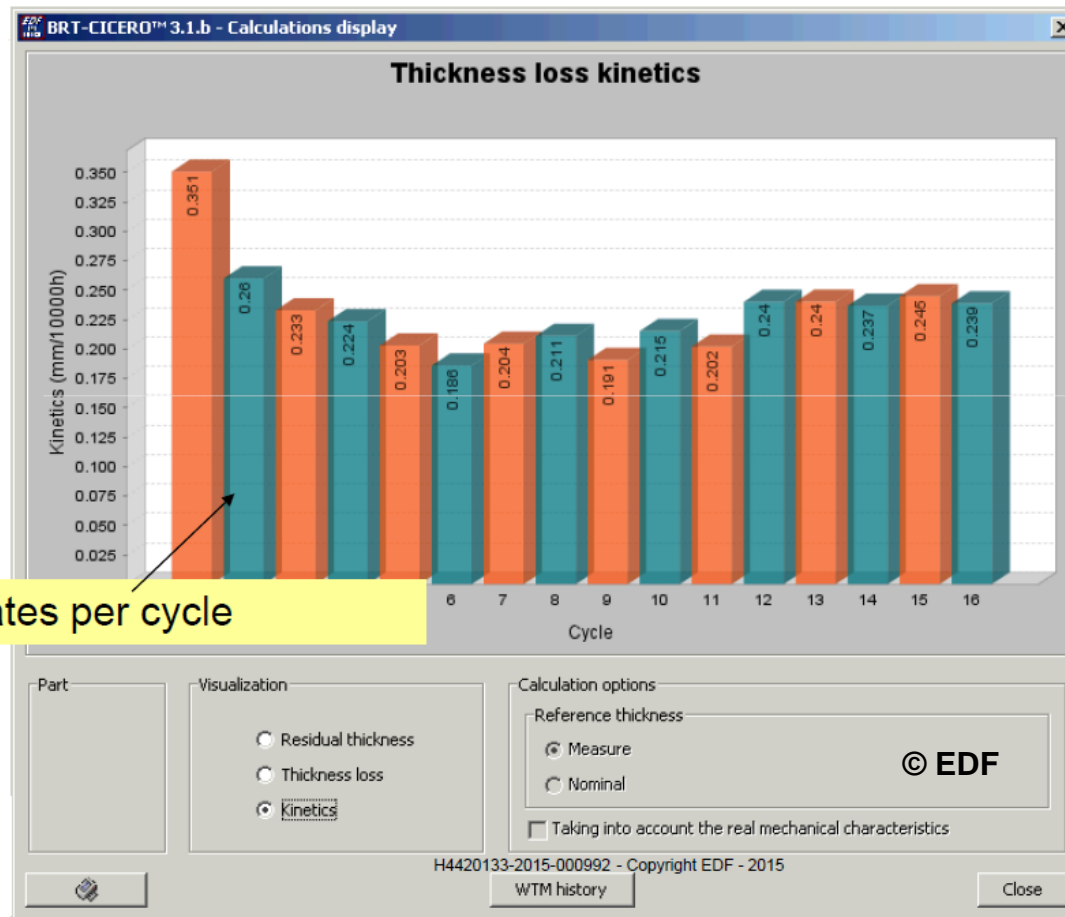 EDF
BRT-CICERO™ 3.1.b - Calculations display
Thickness loss kinetics
Kinetics (mm/10000h)
0.350
0.325
0.300
0.275
0.250
0.225
0.200
0.175
0.150
0.125
0.100
0.075
0.050
0.025
0.351
0.26
0.233
0.224
0.203
0.186
0.204
0.211
0.191
0.215
0.202
0.24
0.24
0.237
0.245
0.239
ates per cycle
6 7 8 9 10 11 12 13 14 15 16
Cycle
Part
Visualization
Residual thickness
Thickness loss
Kinetics
Calculation options
Reference thickness
Measure
Nominal
© EDF
Taking into account the real mechanical characteristics
H4420133-2015-000992 - Copyright EDF - 2015
WTM history
Close